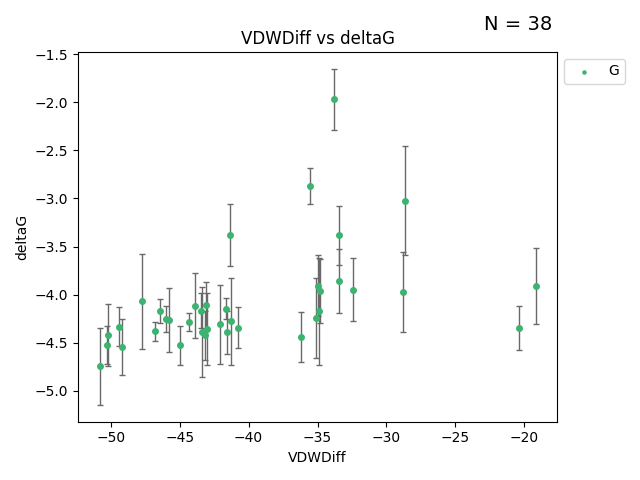 N = 38
VDWDiff vs deltaG
G
deltaG
−1.5
−2.0
−2.5
−3.0
−3.5
−4.0
−4.5
−5.0
−50 −45 −40 −35 −30 −25 −20
VDWDiff